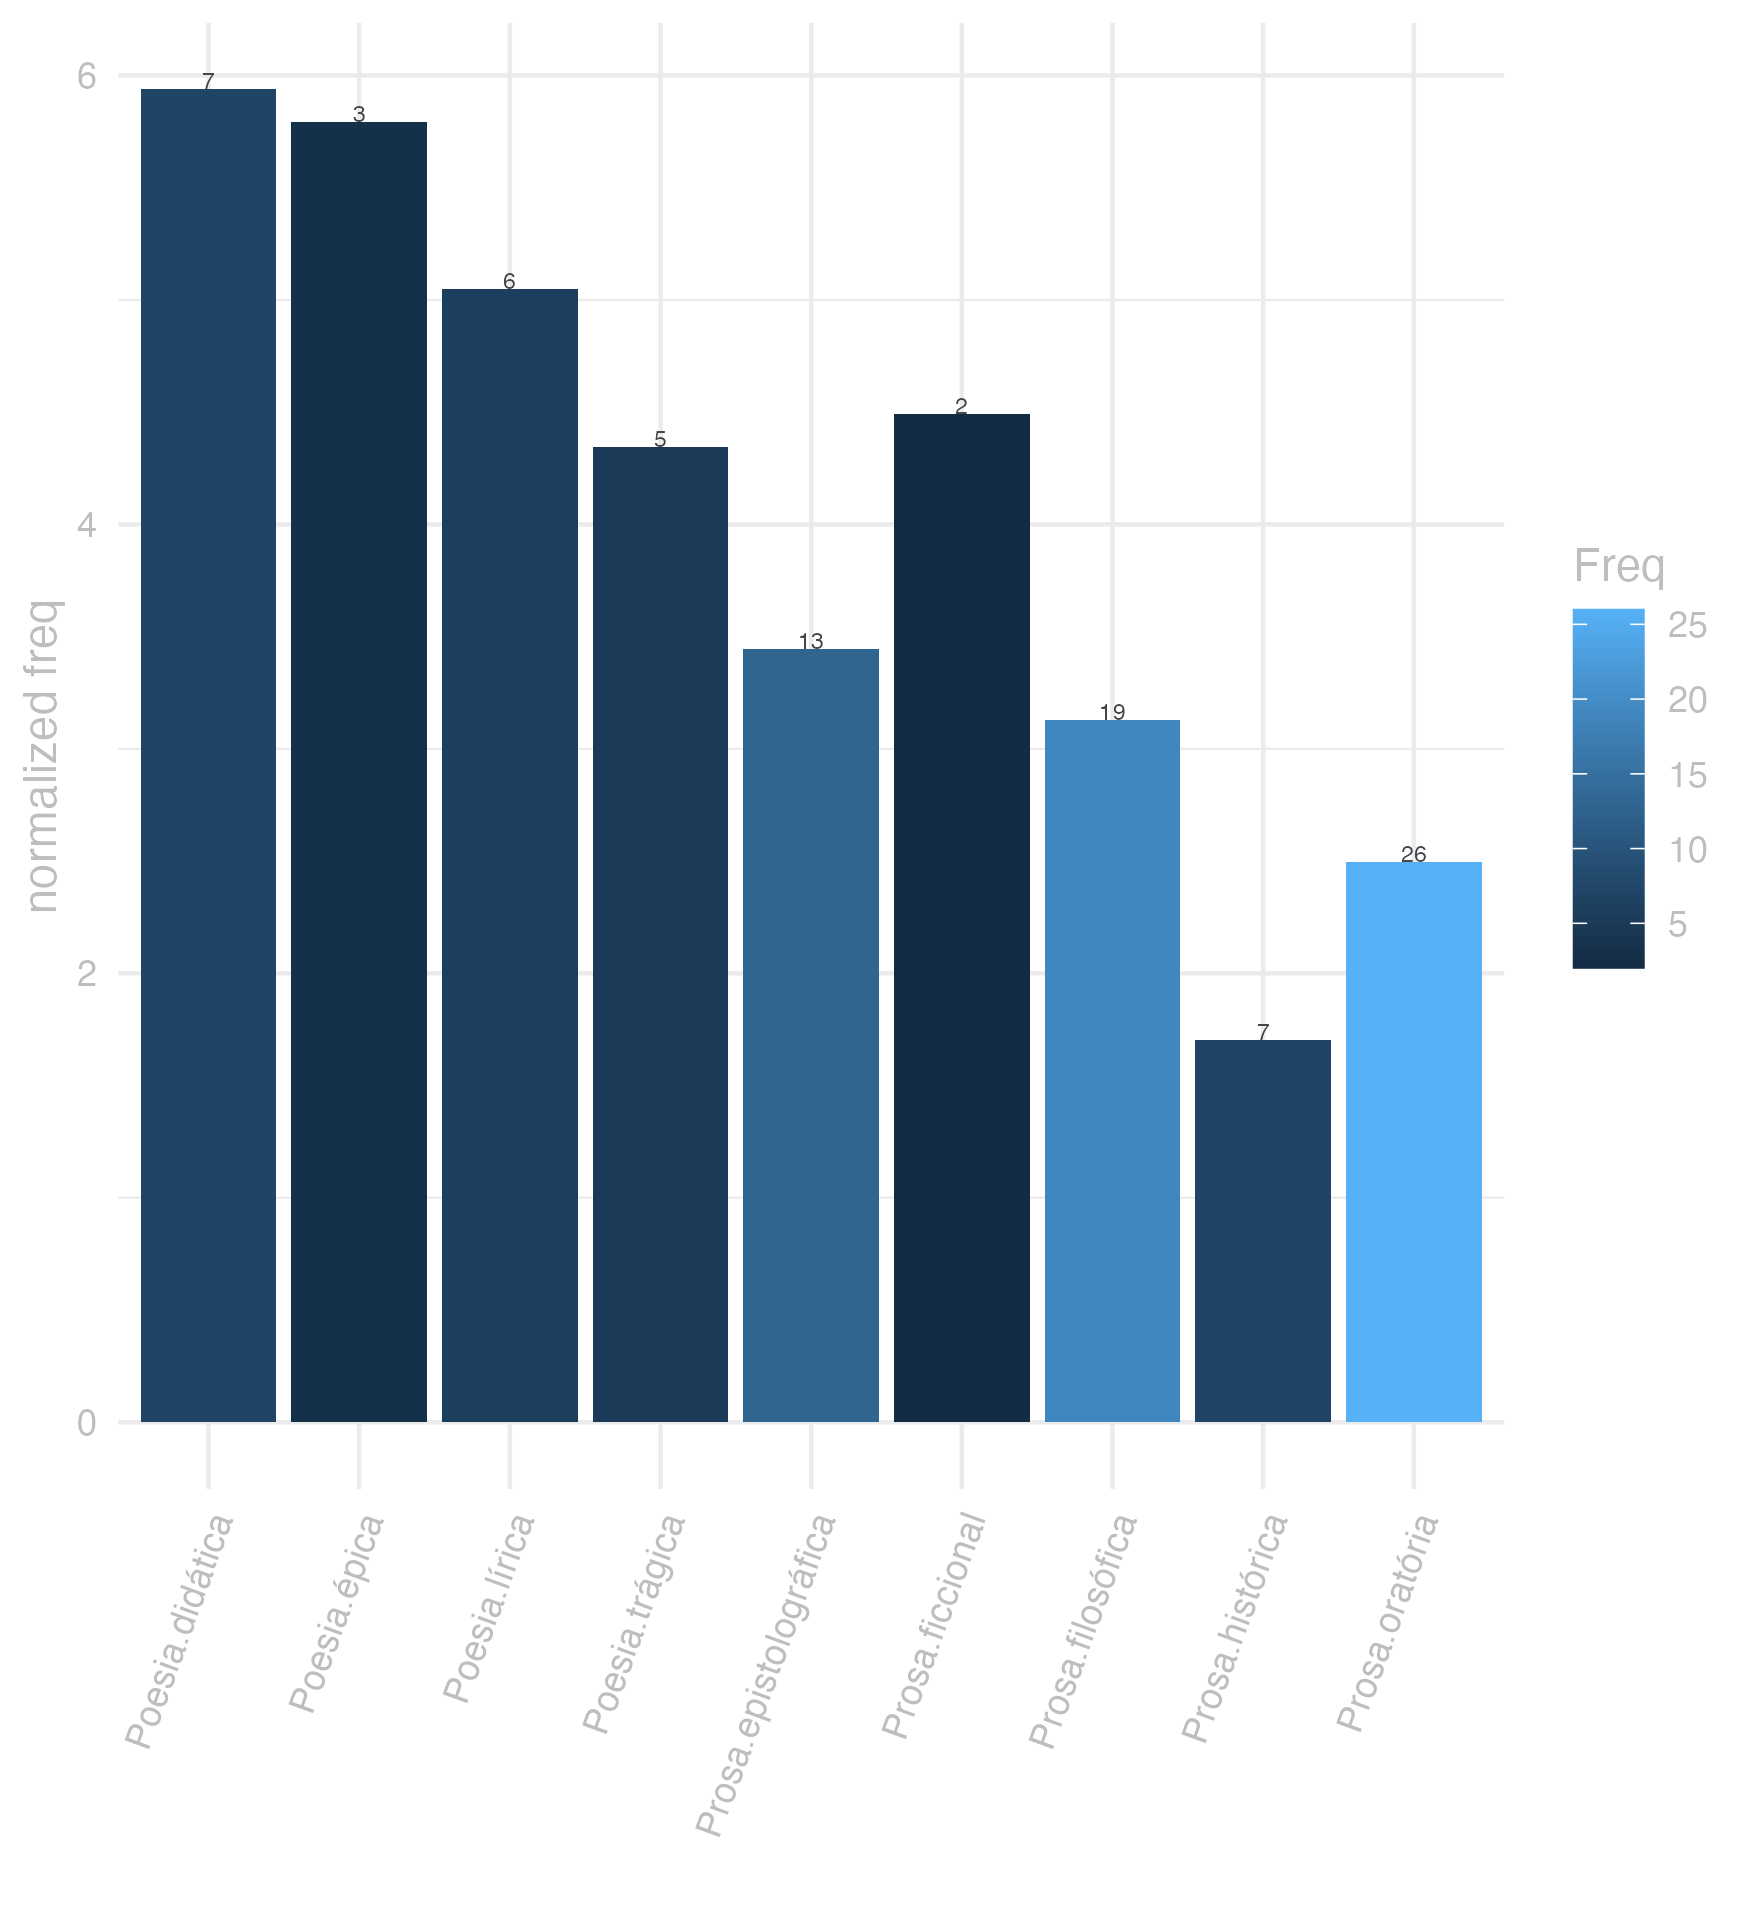 normalized freq
6
4
2
0
7
3
6
5
13
2
19
7
26
Poesia.didática
Poesia.épica
Poesia.lírica
Poesia.trágica
Prosa.epistolográfica
Prosa.ficcional
Prosa.filosófica
Prosa.histórica
Prosa.oratória
Freq
25
20
15
10
5